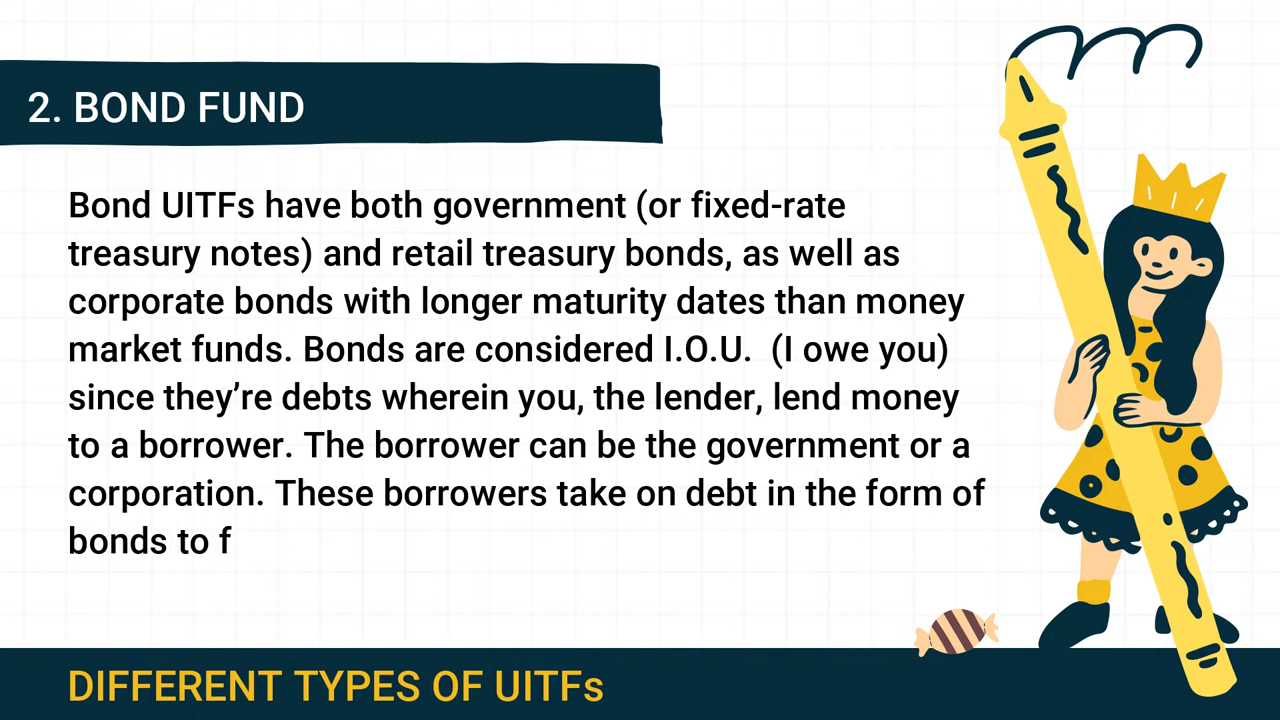 2. BOND FUND
Bond UITFs have both government (or fixed-rate
treasury notes) and retail treasury bonds, as well as
corporate bonds with longer maturity dates than money
market funds. Bonds are considered I.O.U.  (I owe you)
since they’re debts wherein you, the lender, lend money
to a borrower. The borrower can be the government or a
corporation. These borrowers take on debt in the form of
bonds to f
DIFFERENT TYPES OF UITFs